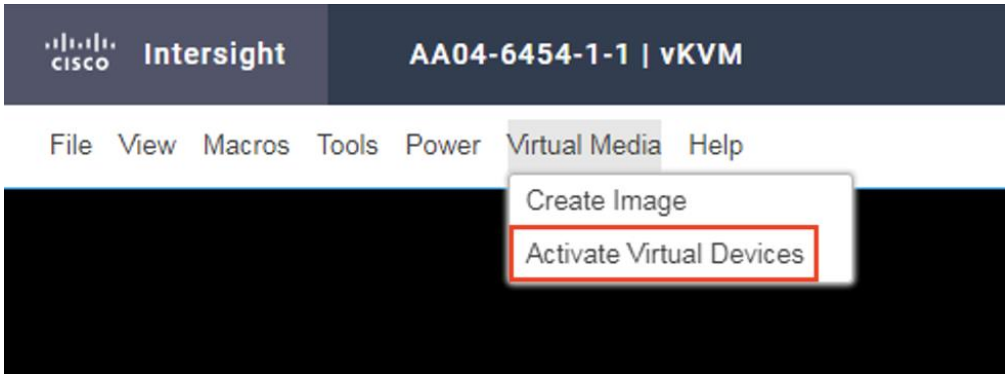 cisco Intersight AA04-6454-1-1 | vKVM
File View Macros Tools Power Virtual Media Help
Create Image
Activate Virtual Devices